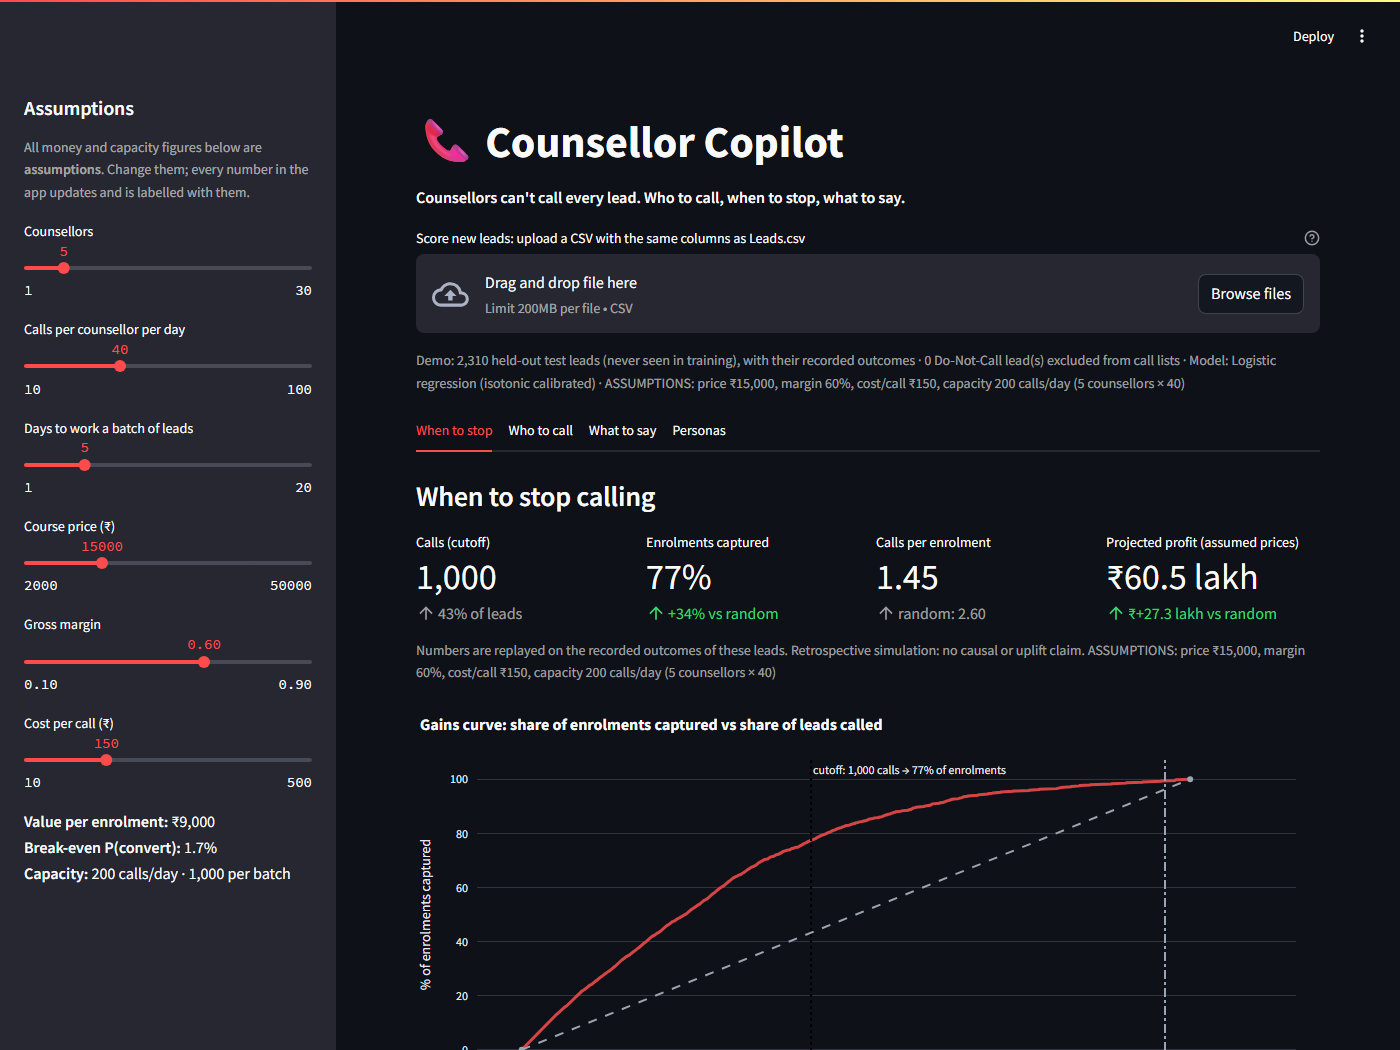 Deploy
Assumptions
All money and capacity figures below are
assumptions. Change them; every number in the
app updates and is labelled with them.
Counsellors
5
1 30
Calls per counsellor per day
40
10 100
Days to work a batch of leads
5
1 20
Course price (₹)
15000
2000 50000
Gross margin
0.60
0.10 0.90
Cost per call (₹)
150
10 500
Value per enrolment: ₹9,000
Break-even P(convert): 1.7%
Capacity: 200 calls/day · 1,000 per batch
Counsellor Copilot
Counsellors can't call every lead. Who to call, when to stop, what to say.
Score new leads: upload a CSV with the same columns as Leads.csv
Drag and drop file here
Limit 200MB per file • CSV
Browse files
Demo: 2,310 held-out test leads (never seen in training), with their recorded outcomes · 0 Do-Not-Call lead(s) excluded from call lists · Model: Logistic
regression (isotonic calibrated) · ASSUMPTIONS: price ₹15,000, margin 60%, cost/call ₹150, capacity 200 calls/day (5 counsellors × 40)
When to stop Who to call What to say Personas
When to stop calling
Calls (cutoff) Enrolments captured Calls per enrolment Projected profit (assumed prices)
1,000 77% 1.45 ₹60.5 lakh
↑ 43% of leads ↑ +34% vs random ↑ random: 2.60 ↑ ₹+27.3 lakh vs random
Numbers are replayed on the recorded outcomes of these leads. Retrospective simulation: no causal or uplift claim. ASSUMPTIONS: price ₹15,000, margin
60%, cost/call ₹150, capacity 200 calls/day (5 counsellors × 40)
Gains curve: share of enrolments captured vs share of leads called
cutoff: 1,000 calls → 77% of enrolments
% of enrolments captured
100
80
60
40
20
0